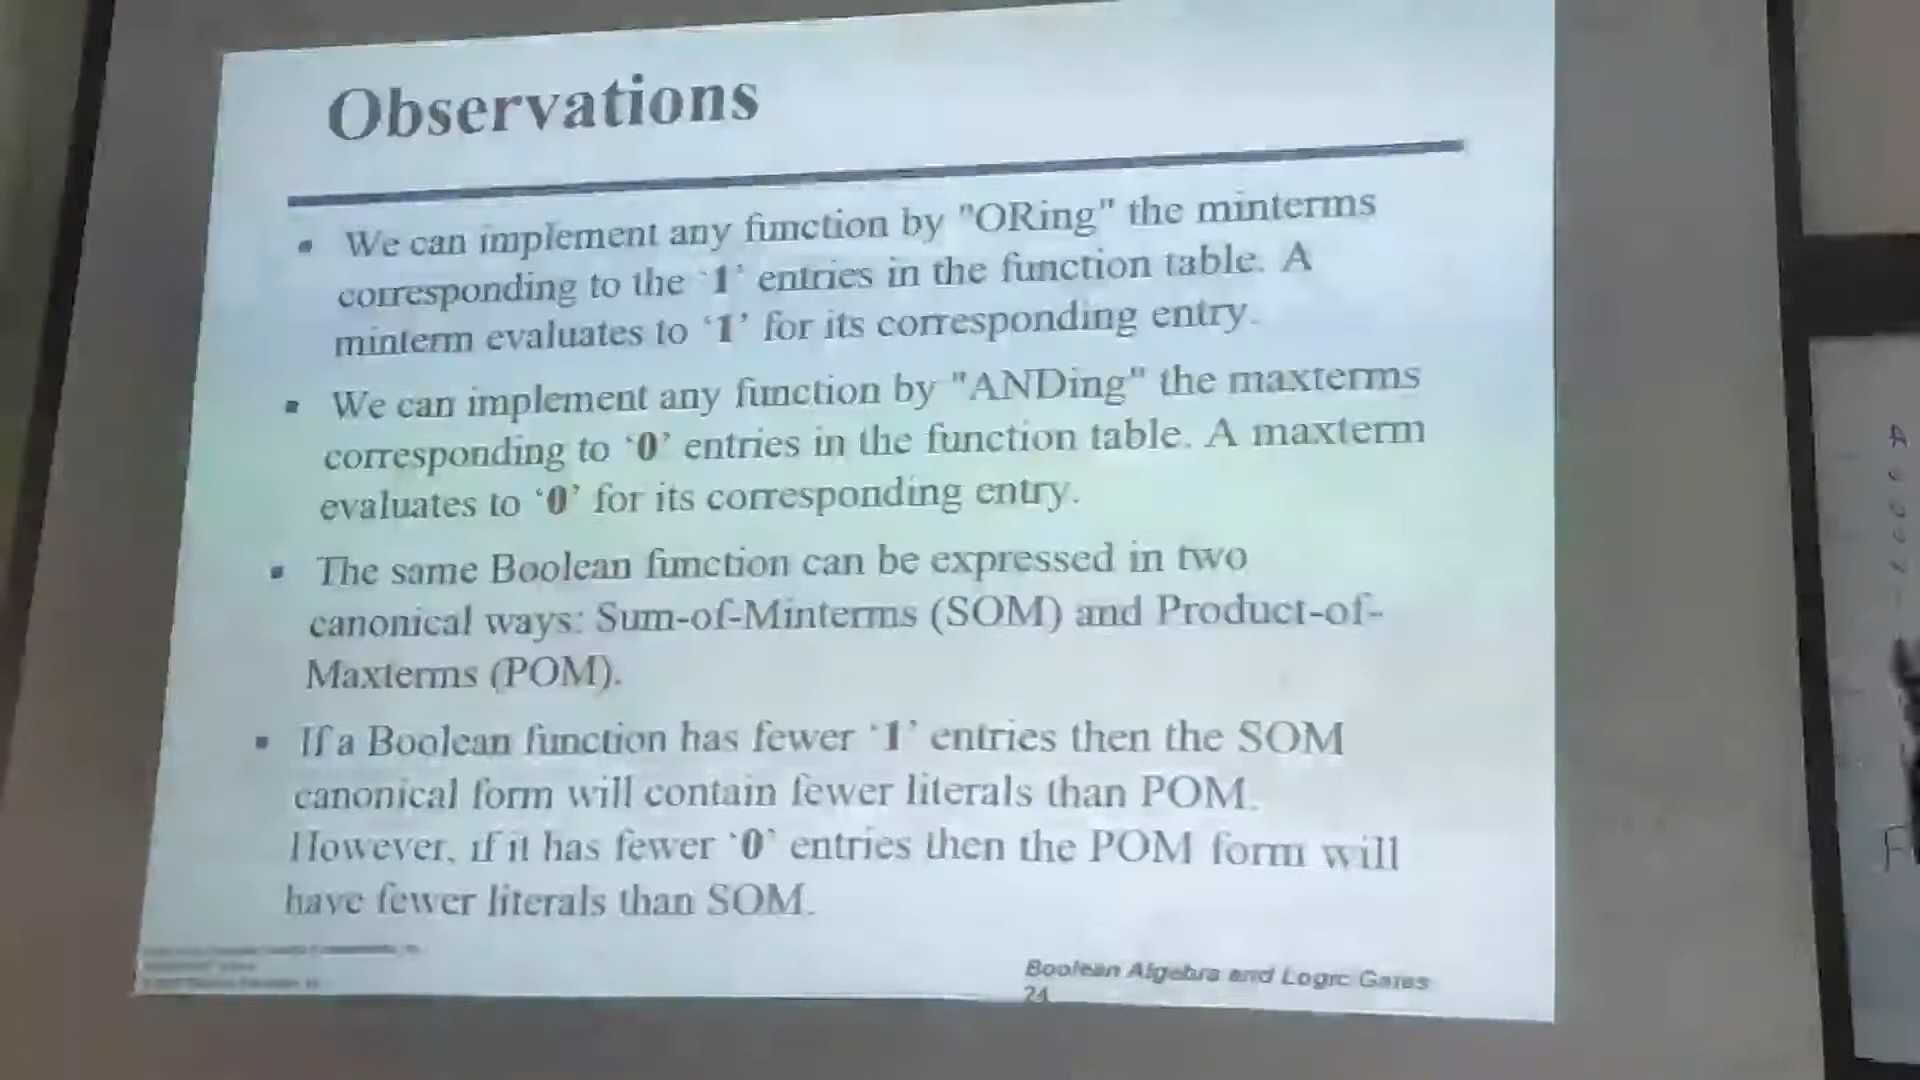 Observations
▪ We can implement any function by "ORing" the minterms
corresponding to the ‘1’ entries in the function table. A
minterm evaluates to ‘1’ for its corresponding entry.
▪ We can implement any function by "ANDing" the maxterms
corresponding to ‘0’ entries in the function table. A maxterm
evaluates to ‘0’ for its corresponding entry.
▪ The same Boolean function can be expressed in two
canonical ways: Sum-of-Minterms (SOM) and Product-of-
Maxterms (POM).
▪ If a Boolean function has fewer ‘1’ entries then the SOM
canonical form will contain fewer literals than POM.
However, if it has fewer ‘0’ entries then the POM form will
have fewer literals than SOM.
Boolean Algebra and Logic Gates
24